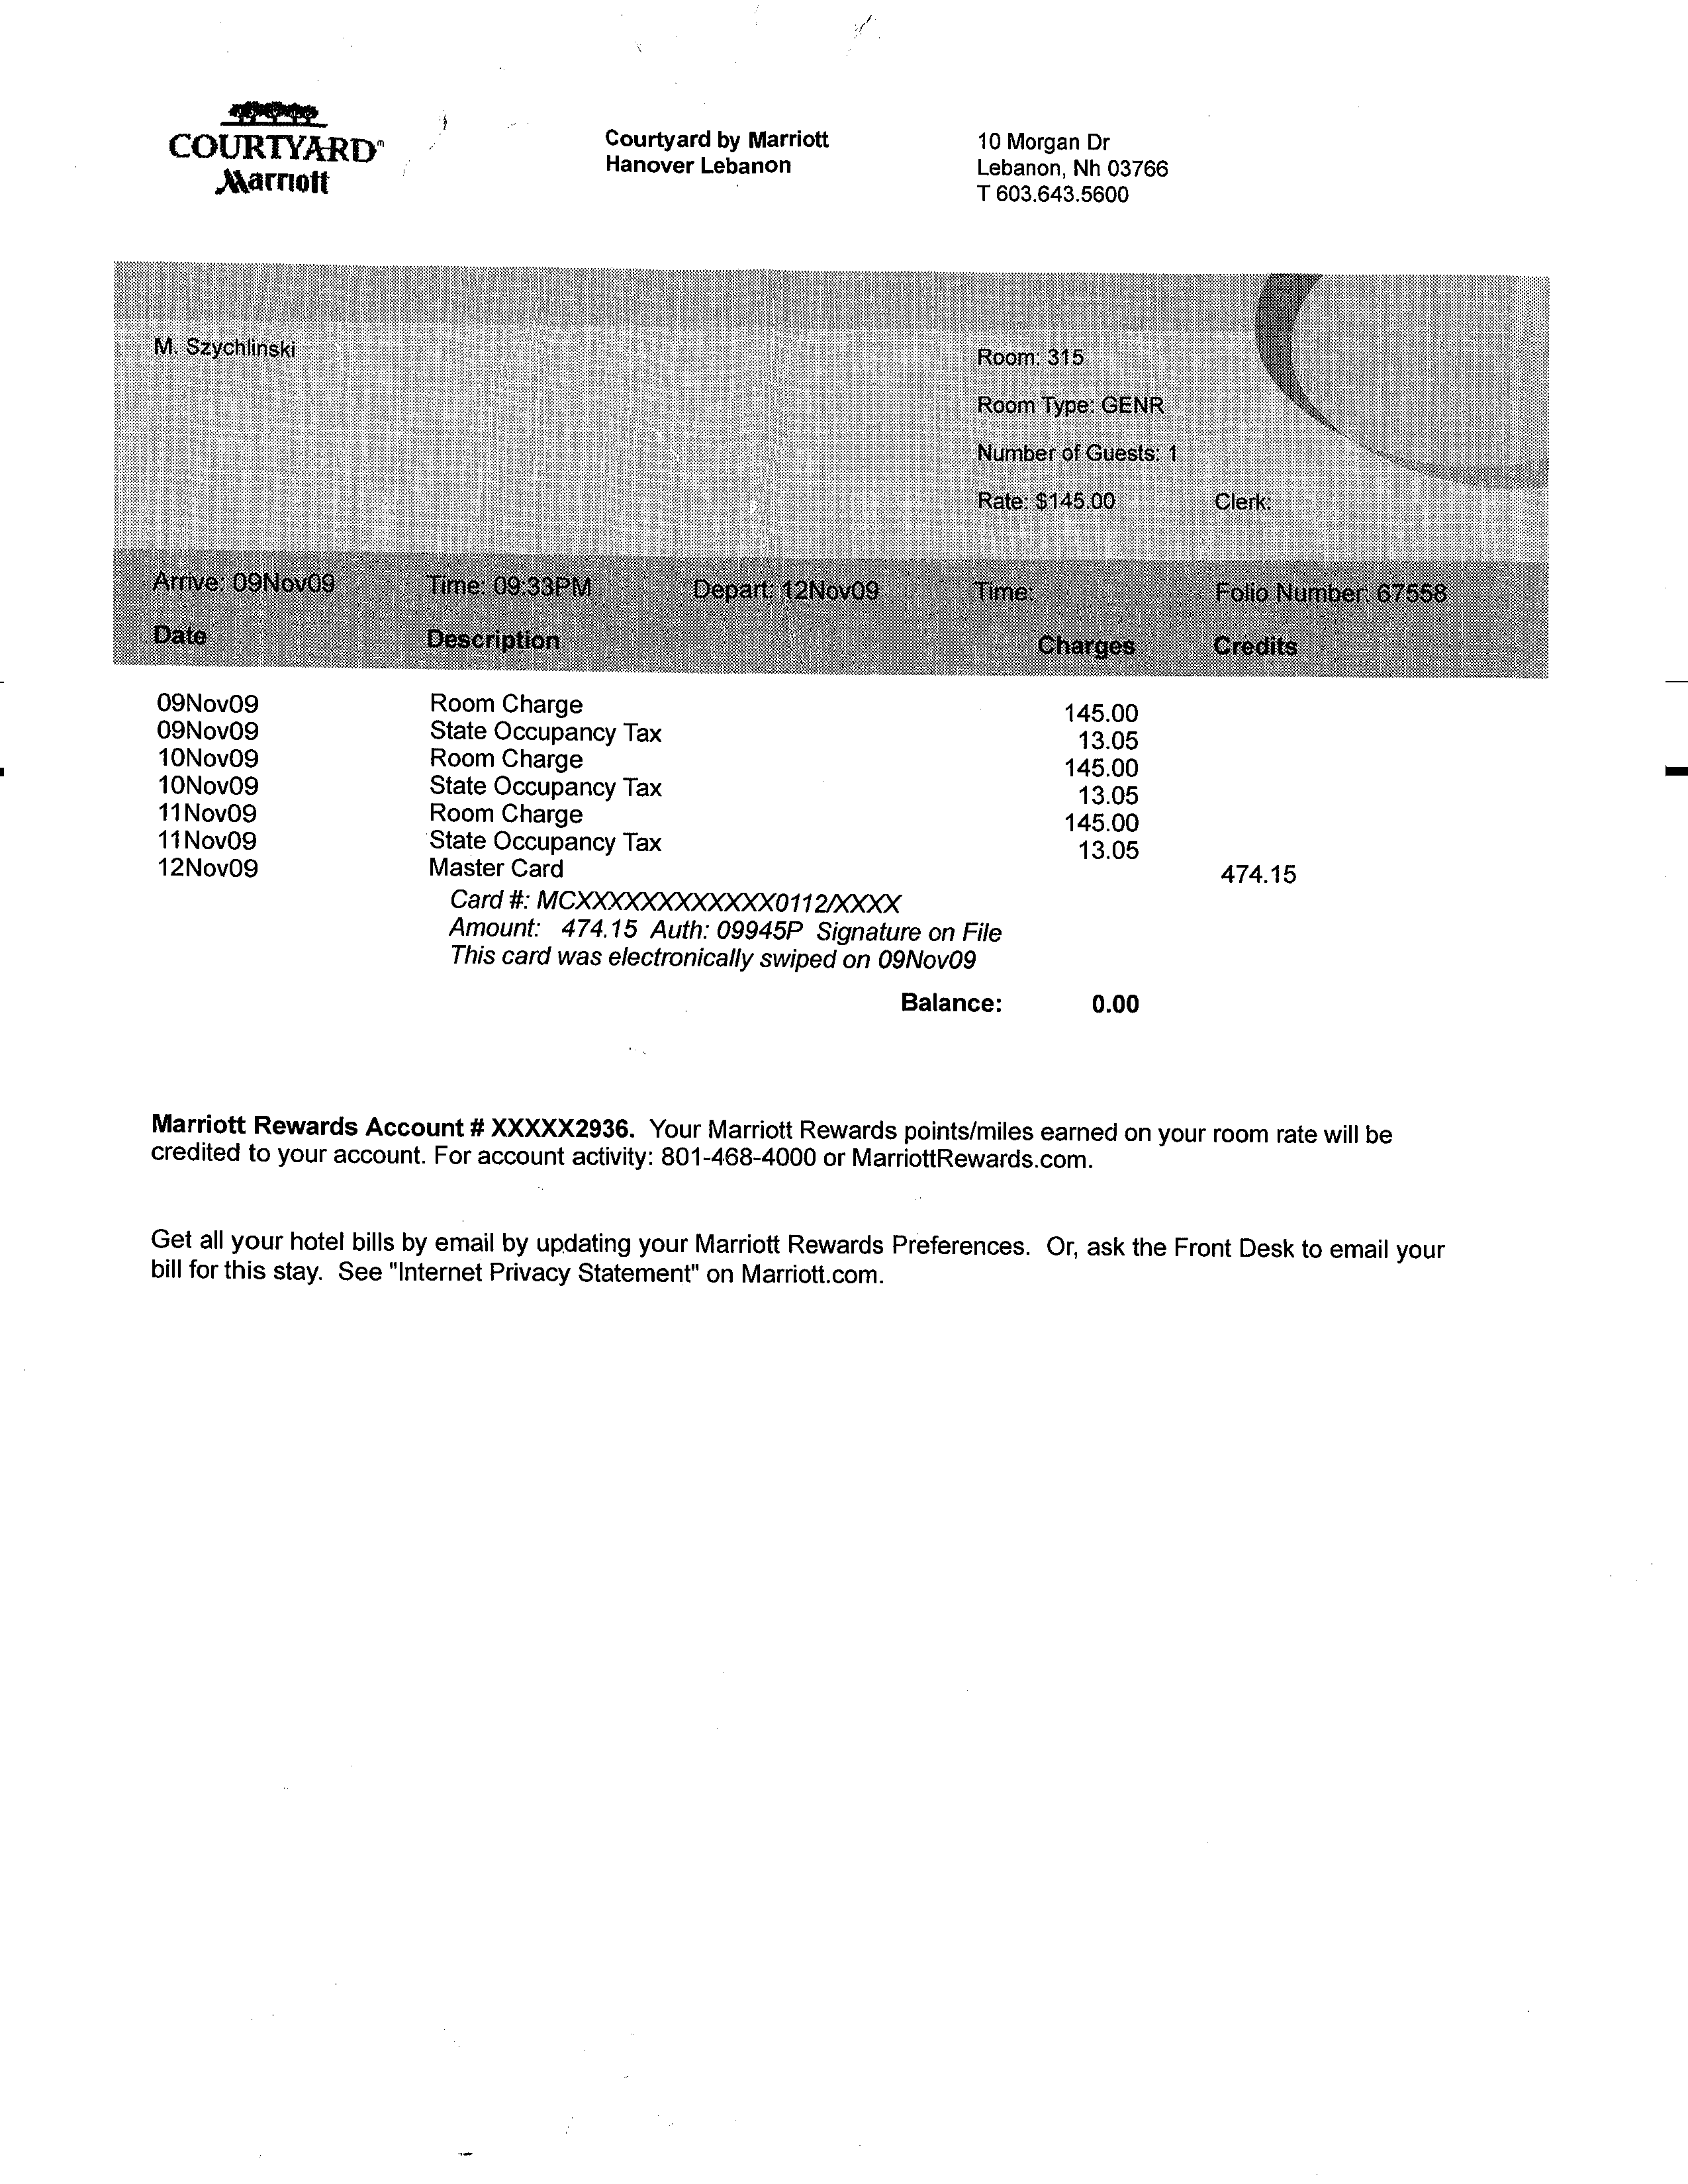 COURTYARD
Marriott
Courtyard by Marriott
Hanover Lebanon
10 Morgan Dr
Lebanon, Nh 03766
T 603.643.5600
M. Szychlinski
Room: 315
Room Type: GENR
Number of Guests: 1
Rate: $145.00 Clerk:
Arrive: 09Nov09 Time: 09:33PM Depart: 12Nov09 Time: Folio Number: 67558
Date Description Charges Credits
09Nov09 Room Charge 145.00
09Nov09 State Occupancy Tax 13.05
10Nov09 Room Charge 145.00
10Nov09 State Occupancy Tax 13.05
11Nov09 Room Charge 145.00
11Nov09 State Occupancy Tax 13.05
12Nov09 Master Card 474.15
Card #: MCXXXXXXXXXXXX0112/XXXX
Amount: 474.15 Auth: 09945P Signature on File
This card was electronically swiped on 09Nov09
Balance: 0.00
Marriott Rewards Account # XXXXX2936. Your Marriott Rewards points/miles earned on your room rate will be
credited to your account. For account activity: 801-468-4000 or MarriottRewards.com.
Get all your hotel bills by email by updating your Marriott Rewards Preferences. Or, ask the Front Desk to email your
bill for this stay. See "Internet Privacy Statement" on Marriott.com.